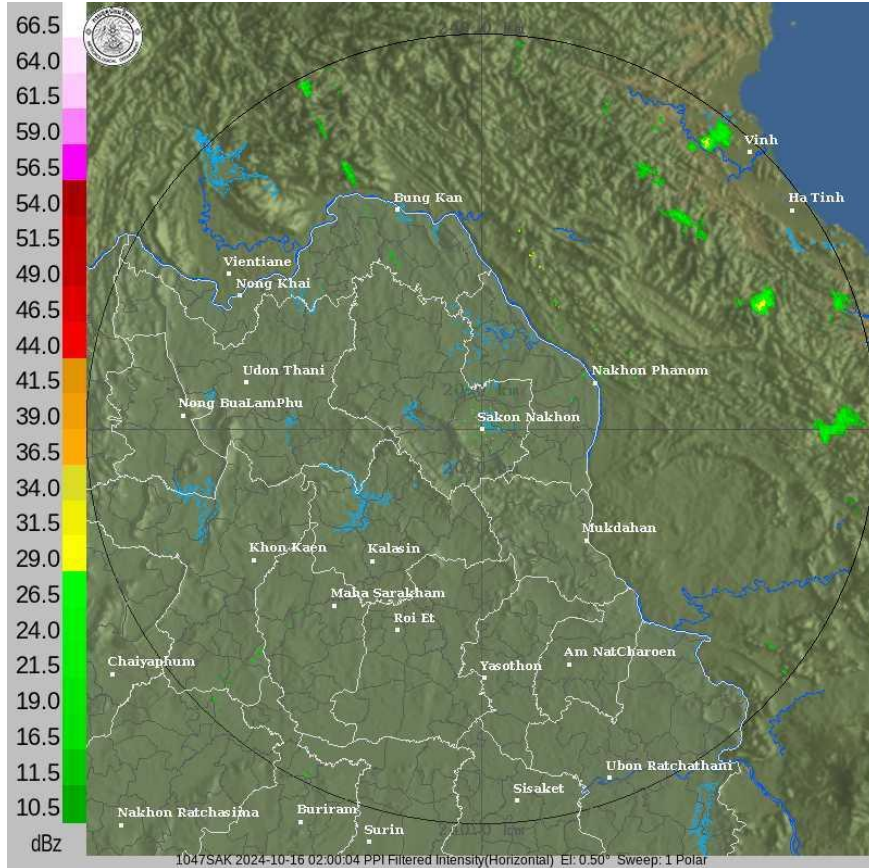 66.5
64.0
61.5
59.0
56.5
54.0
51.5
49.0
46.5
44.0
41.5
39.0
36.5
34.0
31.5
29.0
26.5
24.0
21.5
19.0
16.5
11.5
10.5
dBz
Vinh
Ha Tinh
Bung Kan
Vientiane
Nong Khai
Udon Thani
Nakhon Phanom
Nong BuaLamPhu
Sakon Nakhon
Mukdahan
Khon Kaen
Kalasin
Maha Sarakham
Roi Et
Chaiyaphum
Yasothon
Am NatCharoen
Ubon Ratchathani
Sisaket
Nakhon Ratchasima
Buriram
Surin
1047SAK 2024-10-16 02:00:04 PPI Filtered Intensity(Horizontal) El: 0.50° Sweep: 1 Polar